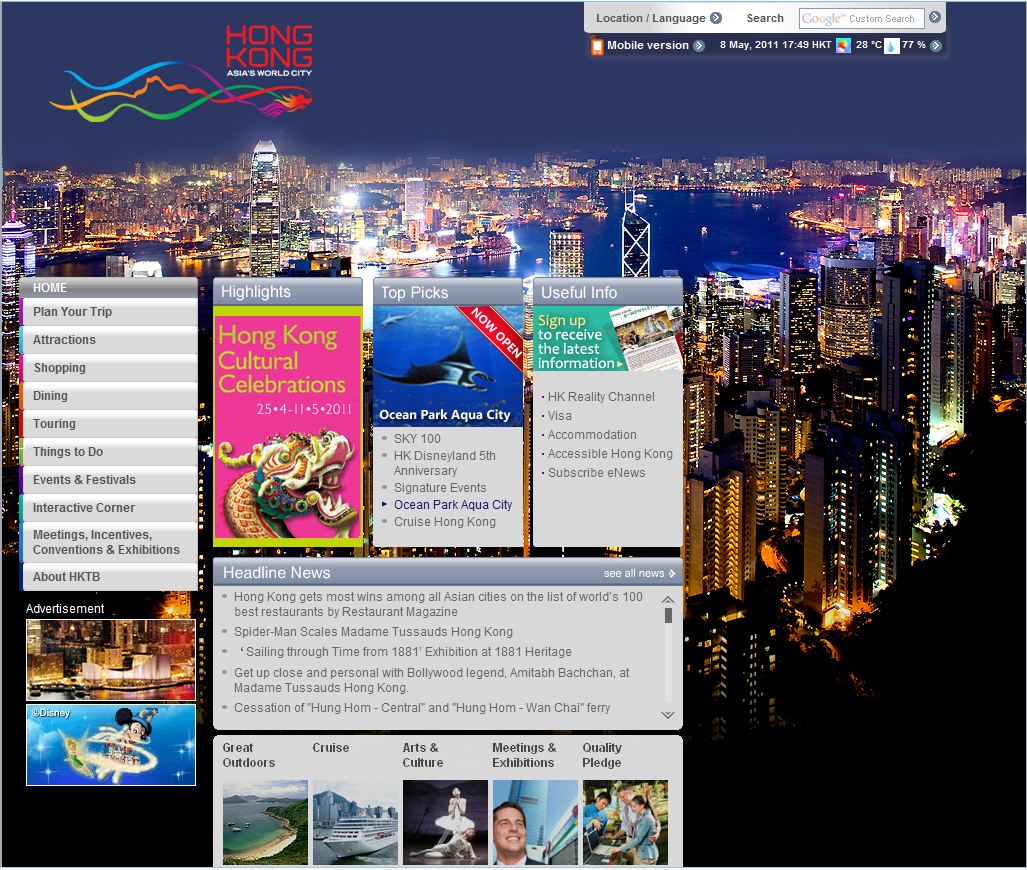 HONG
KONG
ASIA'S WORLD CITY
Location / Language
Search
Google™ Custom Search
Mobile version
8 May, 2011 17:49 HKT
28 °C
77 %
HOME
Plan Your Trip
Attractions
Shopping
Dining
Touring
Things to Do
Events & Festivals
Interactive Corner
Meetings, Incentives,
Conventions & Exhibitions
About HKTB
Advertisement
©Disney
Highlights
Hong Kong
Cultural
Celebrations
25•4-11•5•2011
Top Picks
NOW OPEN
Ocean Park Aqua City
SKY 100
HK Disneyland 5th
Anniversary
Signature Events
Ocean Park Aqua City
Cruise Hong Kong
Useful Info
Sign up
to receive
the latest
information
HK Reality Channel
Visa
Accommodation
Accessible Hong Kong
Subscribe eNews
Headline News
see all news
Hong Kong gets most wins among all Asian cities on the list of world's 100
best restaurants by Restaurant Magazine
Spider-Man Scales Madame Tussauds Hong Kong
‘ Sailing through Time from 1881’ Exhibition at 1881 Heritage
Get up close and personal with Bollywood legend, Amitabh Bachchan, at
Madame Tussauds Hong Kong.
Cessation of "Hung Hom - Central" and "Hung Hom - Wan Chai" ferry
Great
Outdoors
Cruise
Arts &
Culture
Meetings &
Exhibitions
Quality
Pledge